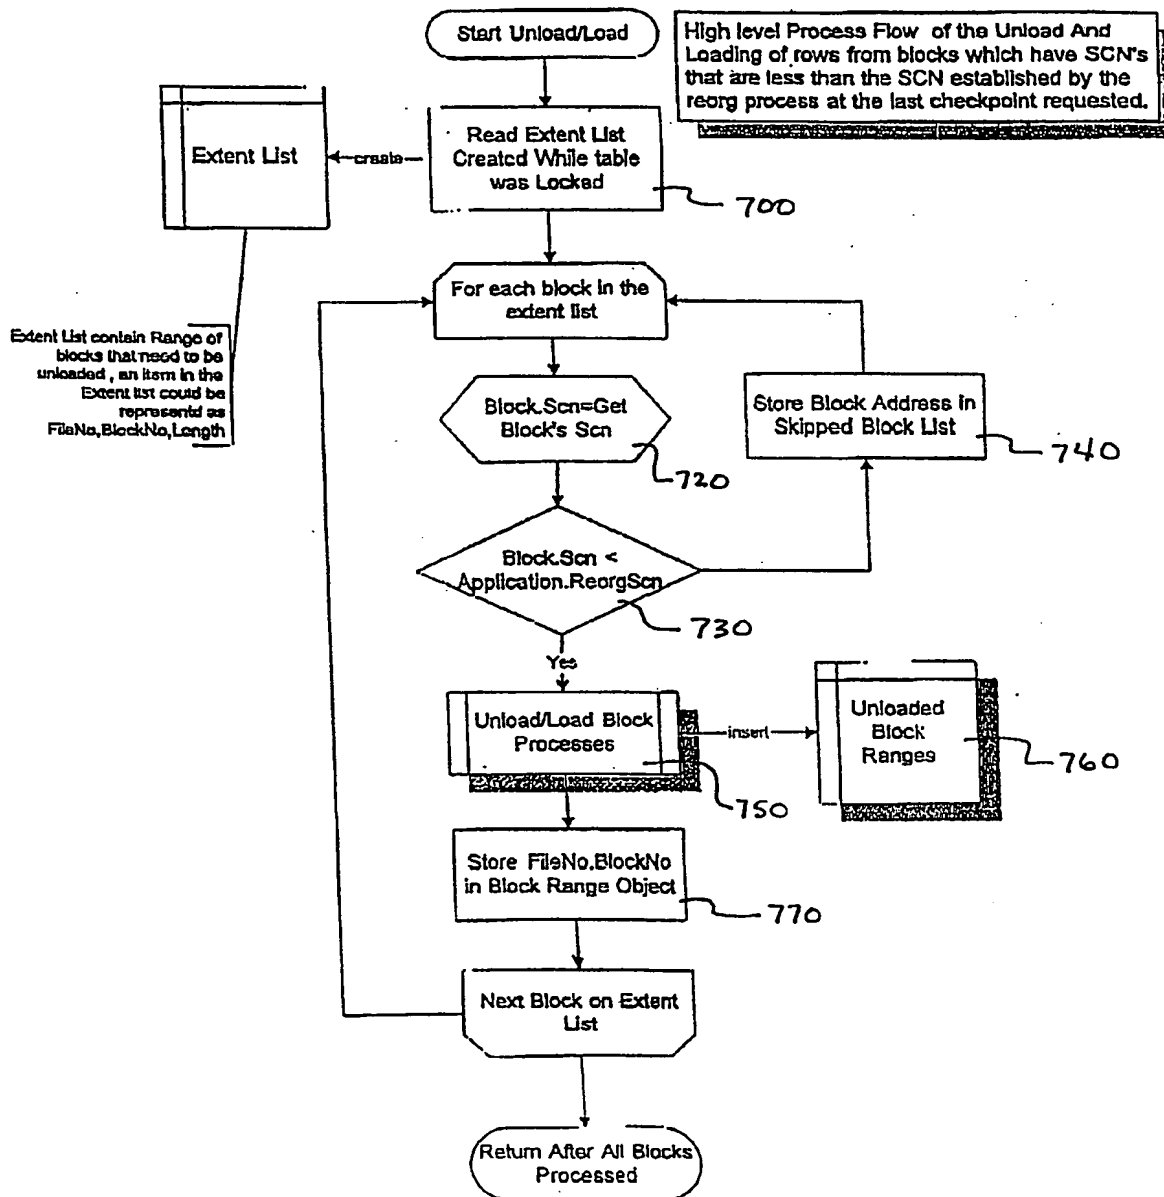 Start Unload/Load
High level Process Flow of the Unload And
Loading of rows from blocks which have SCN's
that are less than the SCN established by the
reorg process at the last checkpoint requested.
Extent List
create
Read Extent List
Created While table
was Locked
700
For each block in the
extent list
Extent List contain Range of
blocks that need to be
unloaded , an item in the
Extent list could be
representd as
FileNo,BlockNo,Length
Block.Scn=Get
Block's Scn
720
Store Block Address in
Skipped Block List
740
Block.Scn <
Application.ReorgScn
730
Yes
Unload/Load Block
Processes
750
insert
Unloaded
Block
Ranges
760
Store FileNo.BlockNo
in Block Range Object
770
Next Block on Extent
List
Return After All Blocks
Processed